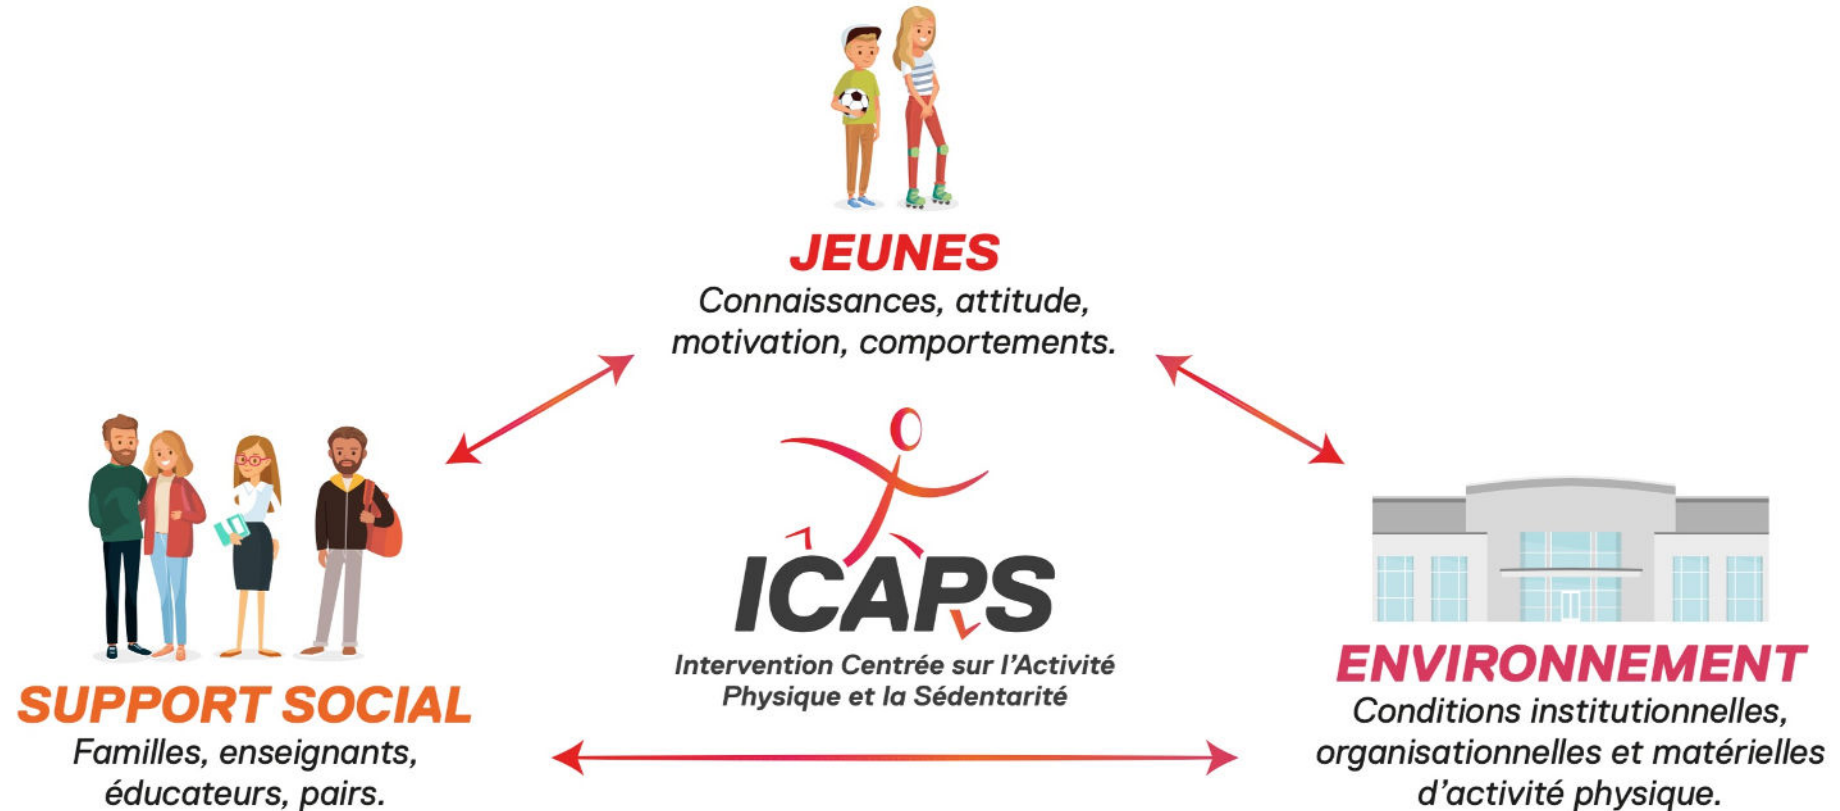 JEUNES
Connaissances, attitude,
motivation, comportements.
ICAPS
Intervention Centrée sur l'Activité
Physique et la Sédentarité
SUPPORT SOCIAL
Familles, enseignants,
éducateurs, pairs.
ENVIRONNEMENT
Conditions institutionnelles,
organisationnelles et matérielles
d'activité physique.